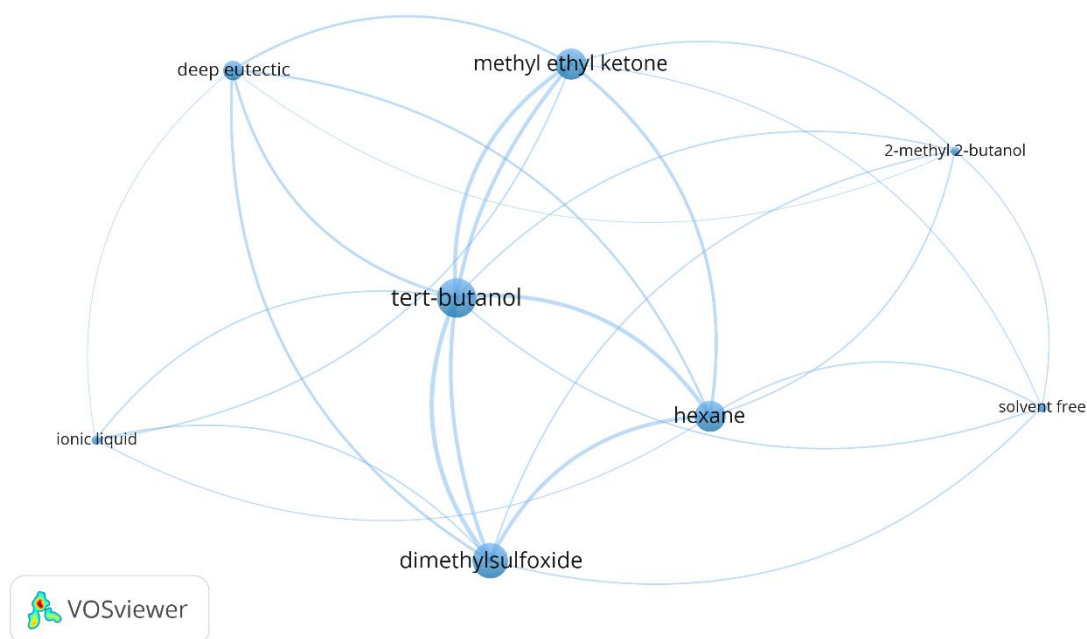 methyl ethyl ketone
deep eutectic
2-methyl 2-butanol
tert-butanol
solvent free
hexane
ionic liquid
dimethylsulfoxide
VOSviewer